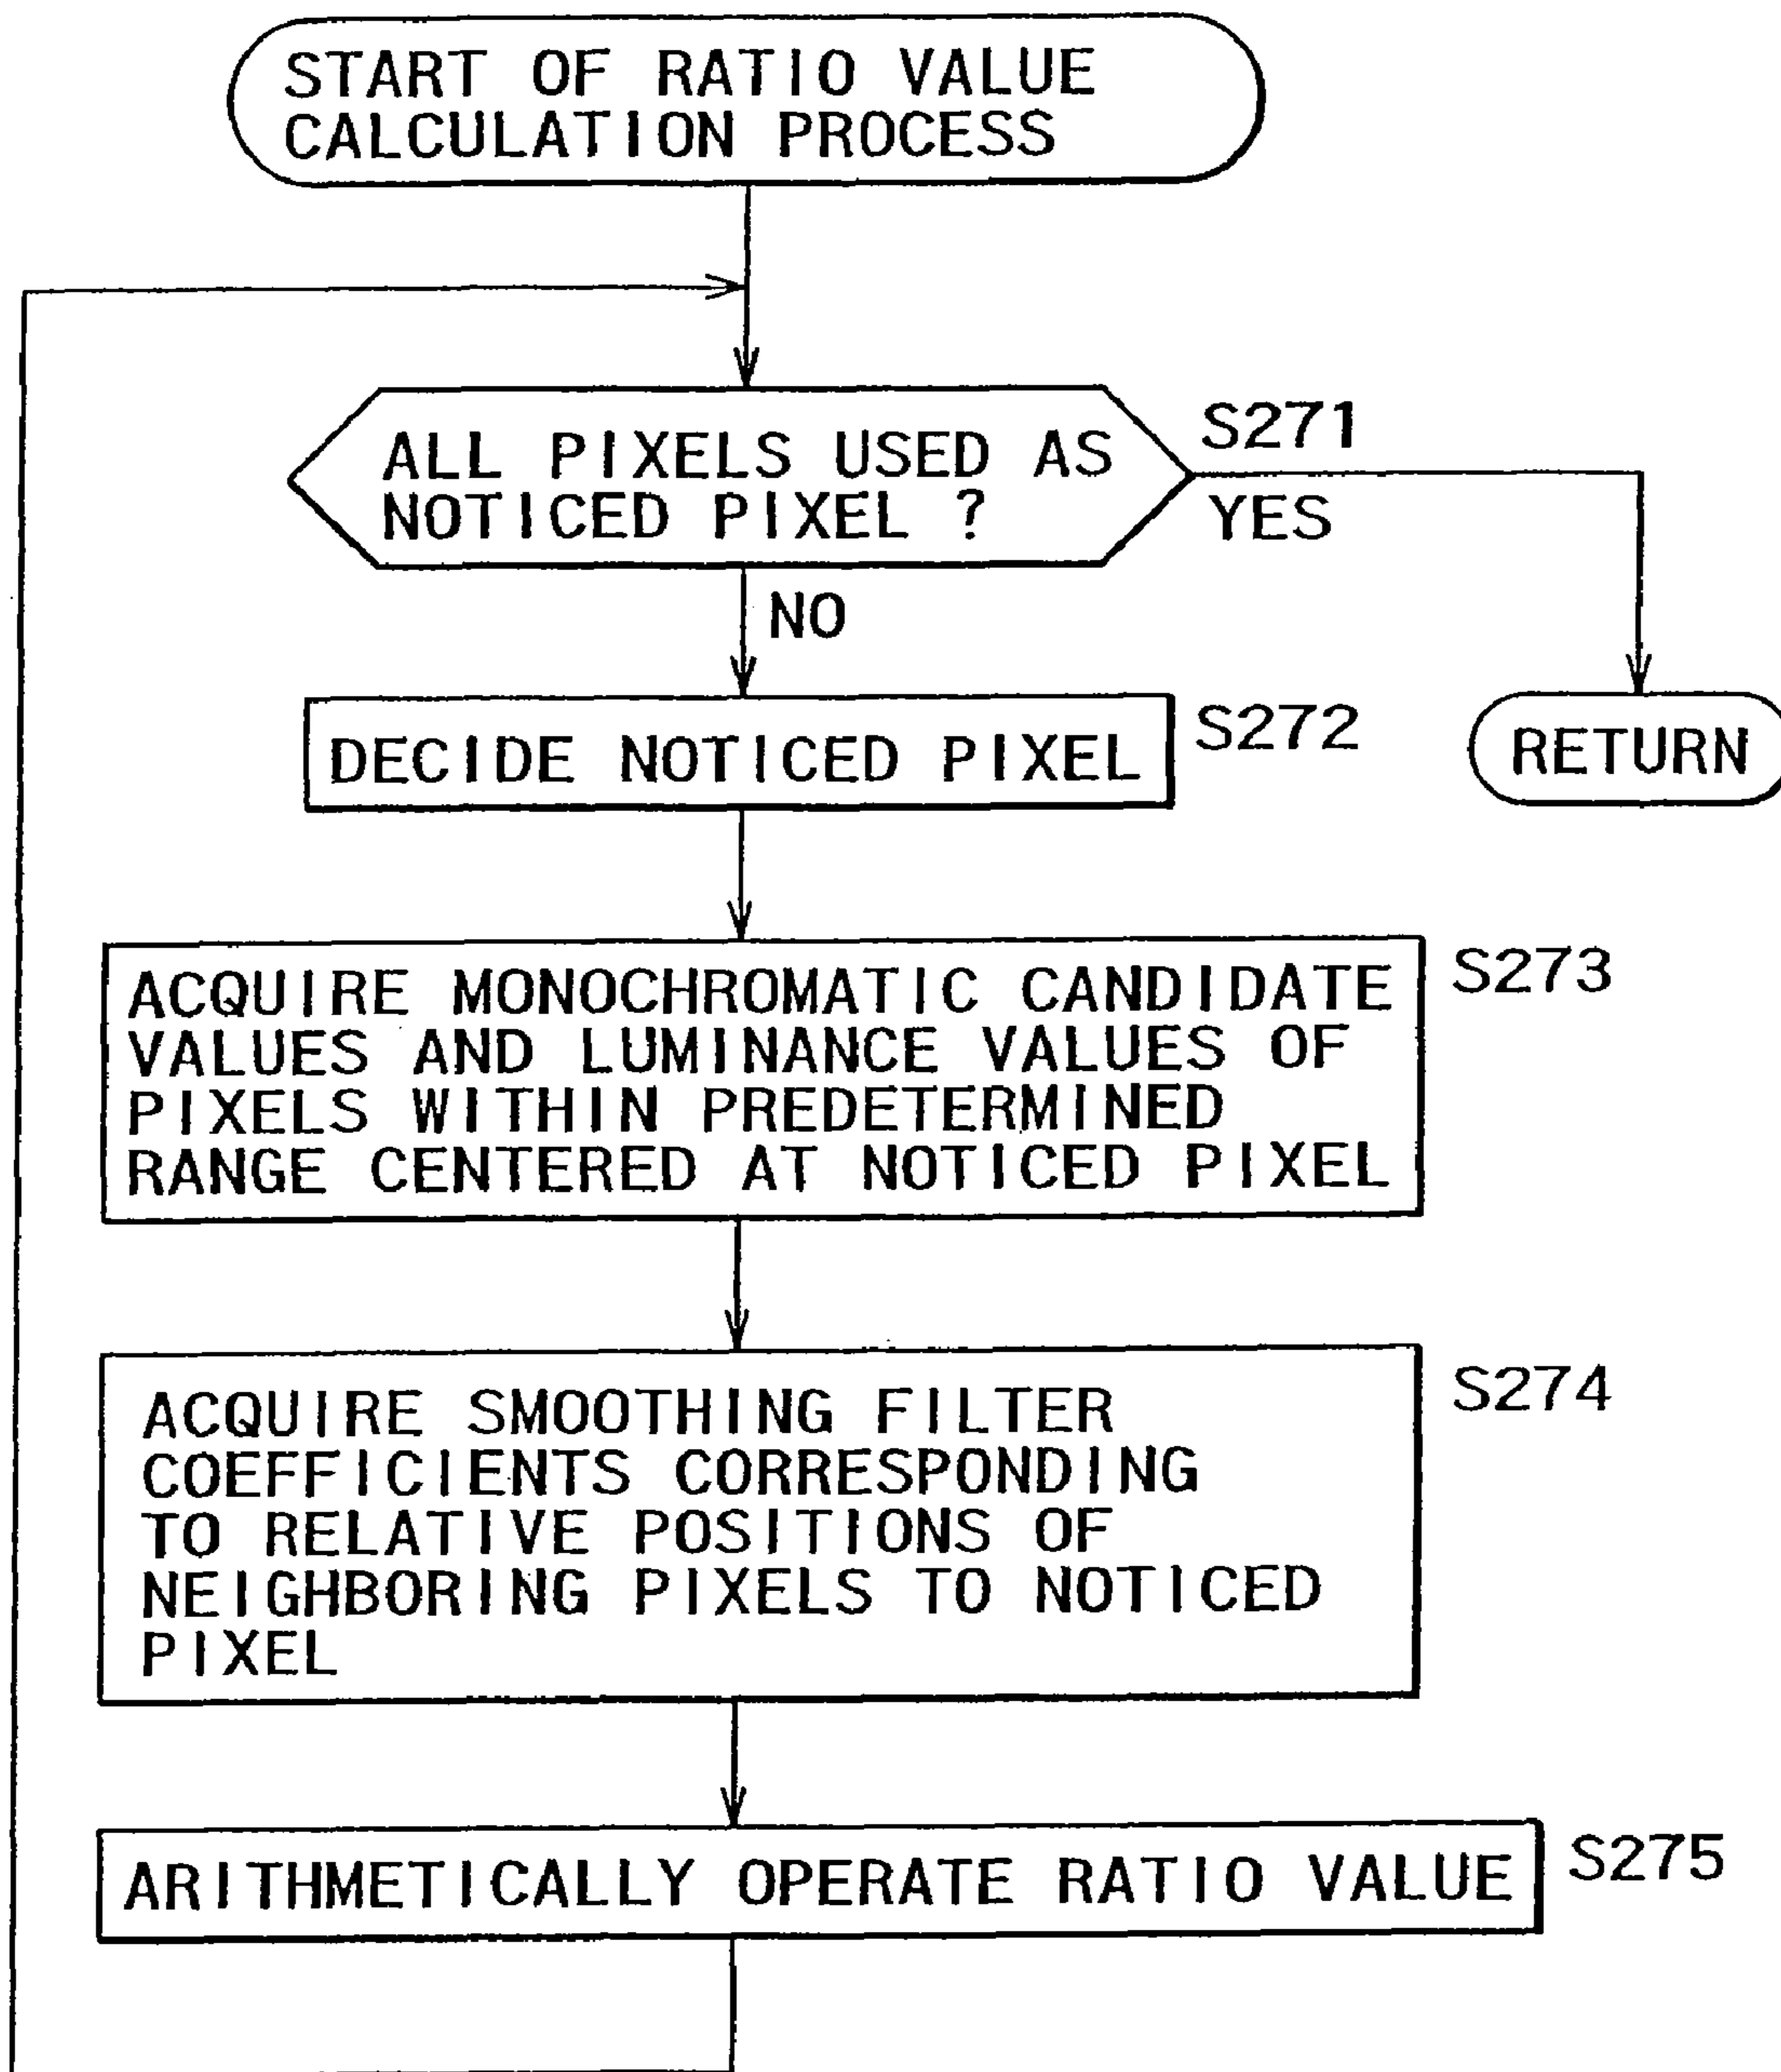 START OF RATIO VALUE
CALCULATION PROCESS
ALL PIXELS USED AS
NOTICED PIXEL ?
S271
YES
NO
DECIDE NOTICED PIXEL
S272
RETURN
ACQUIRE MONOCHROMATIC CANDIDATE
VALUES AND LUMINANCE VALUES OF
PIXELS WITHIN PREDETERMINED
RANGE CENTERED AT NOTICED PIXEL
S273
ACQUIRE SMOOTHING FILTER
COEFFICIENTS CORRESPONDING
TO RELATIVE POSITIONS OF
NEIGHBORING PIXELS TO NOTICED
PIXEL
S274
ARITHMETICALLY OPERATE RATIO VALUE
S275